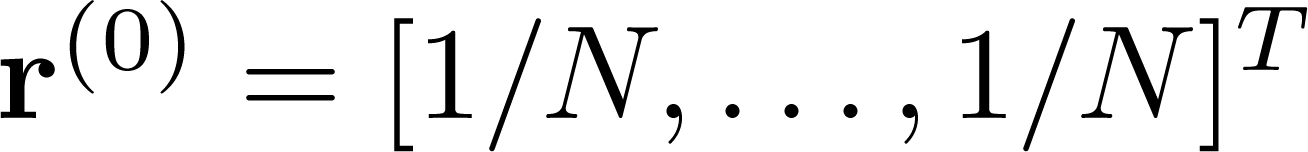 r^(0) = [1/N, . . . , 1/N]^T